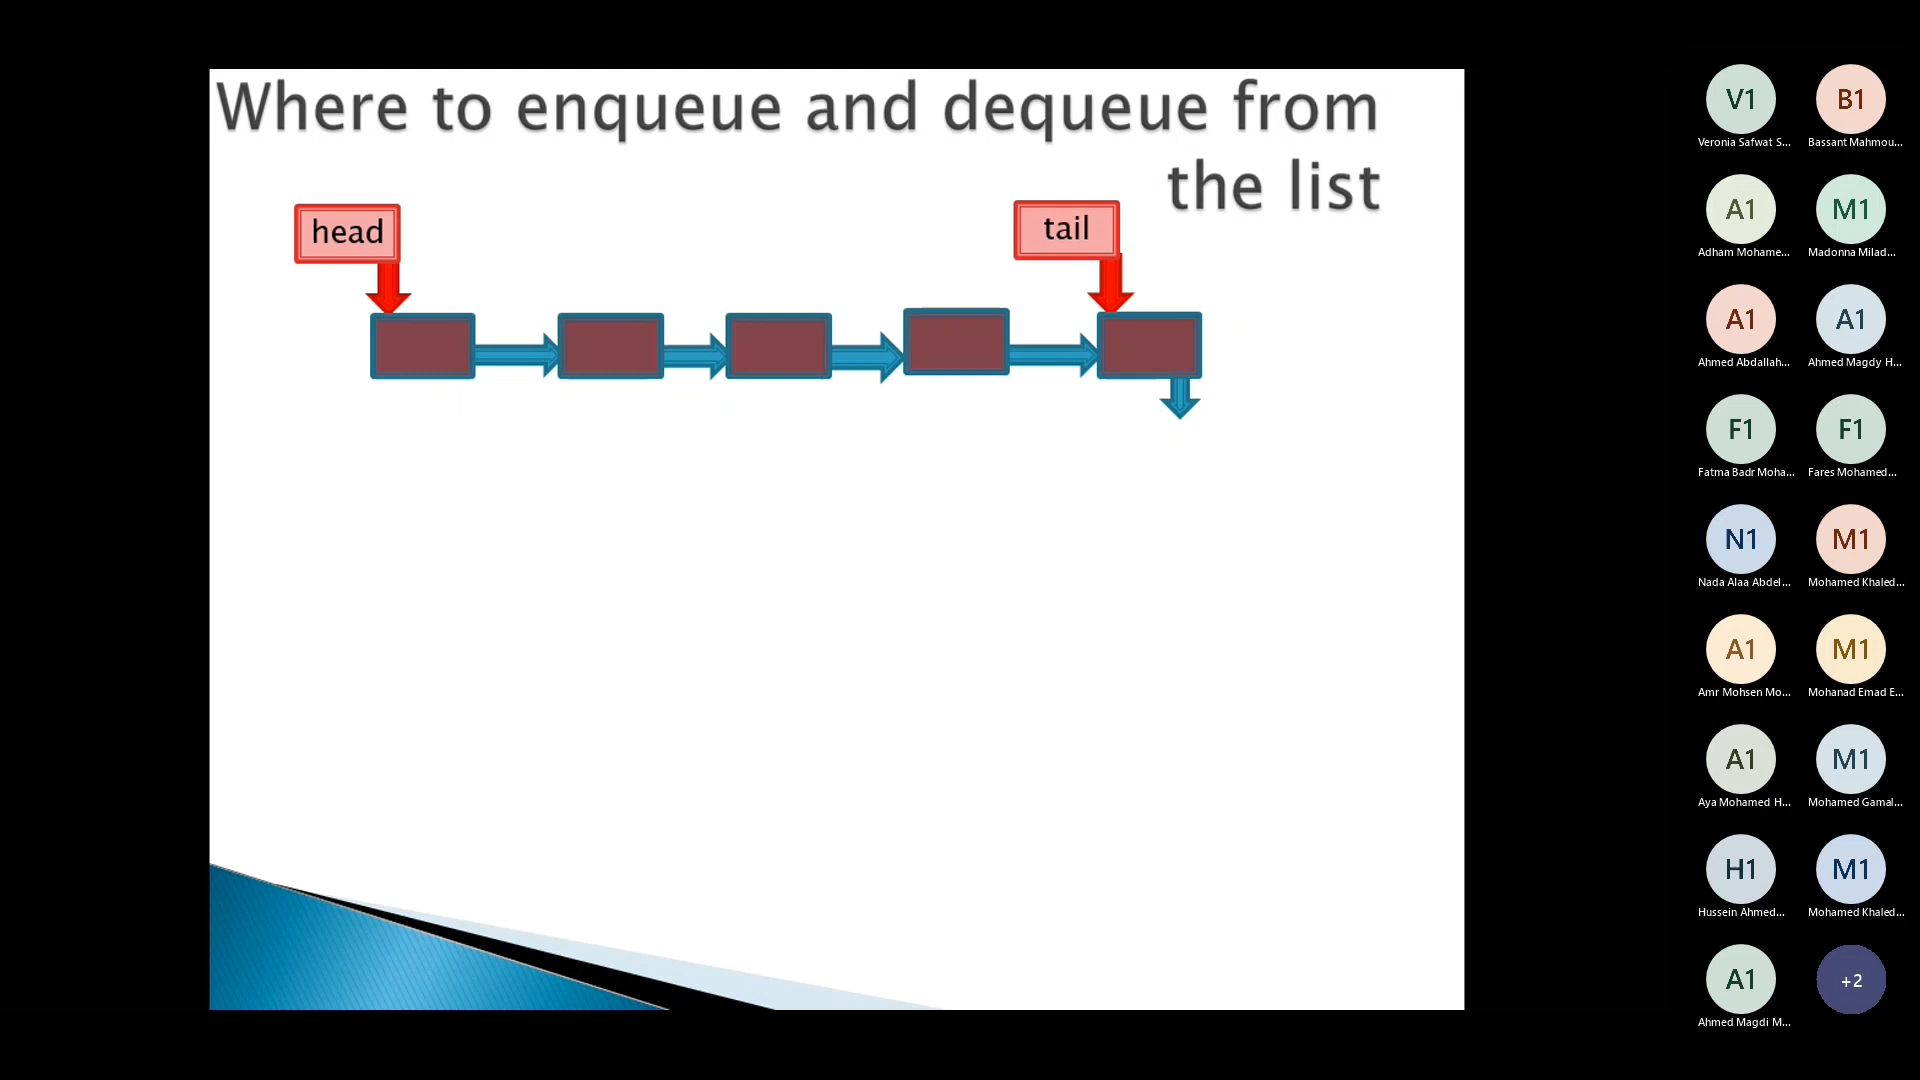 Where to enqueue and dequeue from
the list
head
tail
V1
B1
Veronia Safwat S...
Bassant Mahmou...
A1
M1
Adham Mohame...
Madonna Milad...
A1
A1
Ahmed Abdallah...
Ahmed Magdy H...
F1
F1
Fatma Badr Moha...
Fares Mohamed...
N1
M1
Nada Alaa Abdel...
Mohamed Khaled...
A1
M1
Amr Mohsen Mo...
Mohanad Emad E...
A1
M1
Aya Mohamed H...
Mohamed Gamal...
H1
M1
Hussein Ahmed...
Mohamed Khaled...
A1
+2
Ahmed Magdi M...